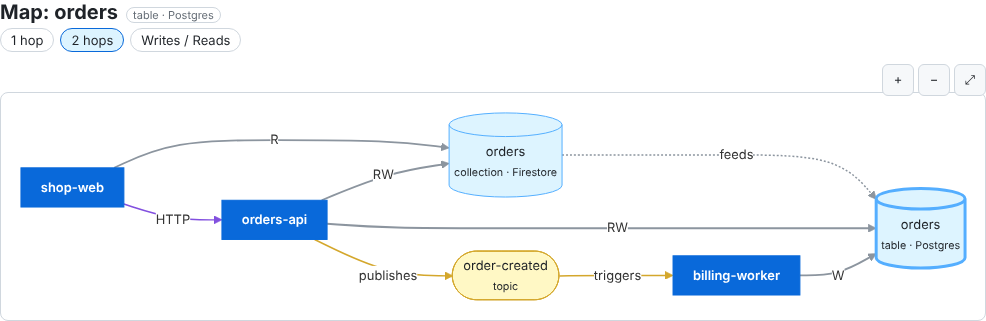 Map: orders table · Postgres
1 hop 2 hops Writes / Reads
+ − ⤢
R
orders
collection · Firestore
feeds
shop-web
RW
HTTP
orders-api
RW
orders
table · Postgres
publishes
order-created
topic
triggers
billing-worker
W